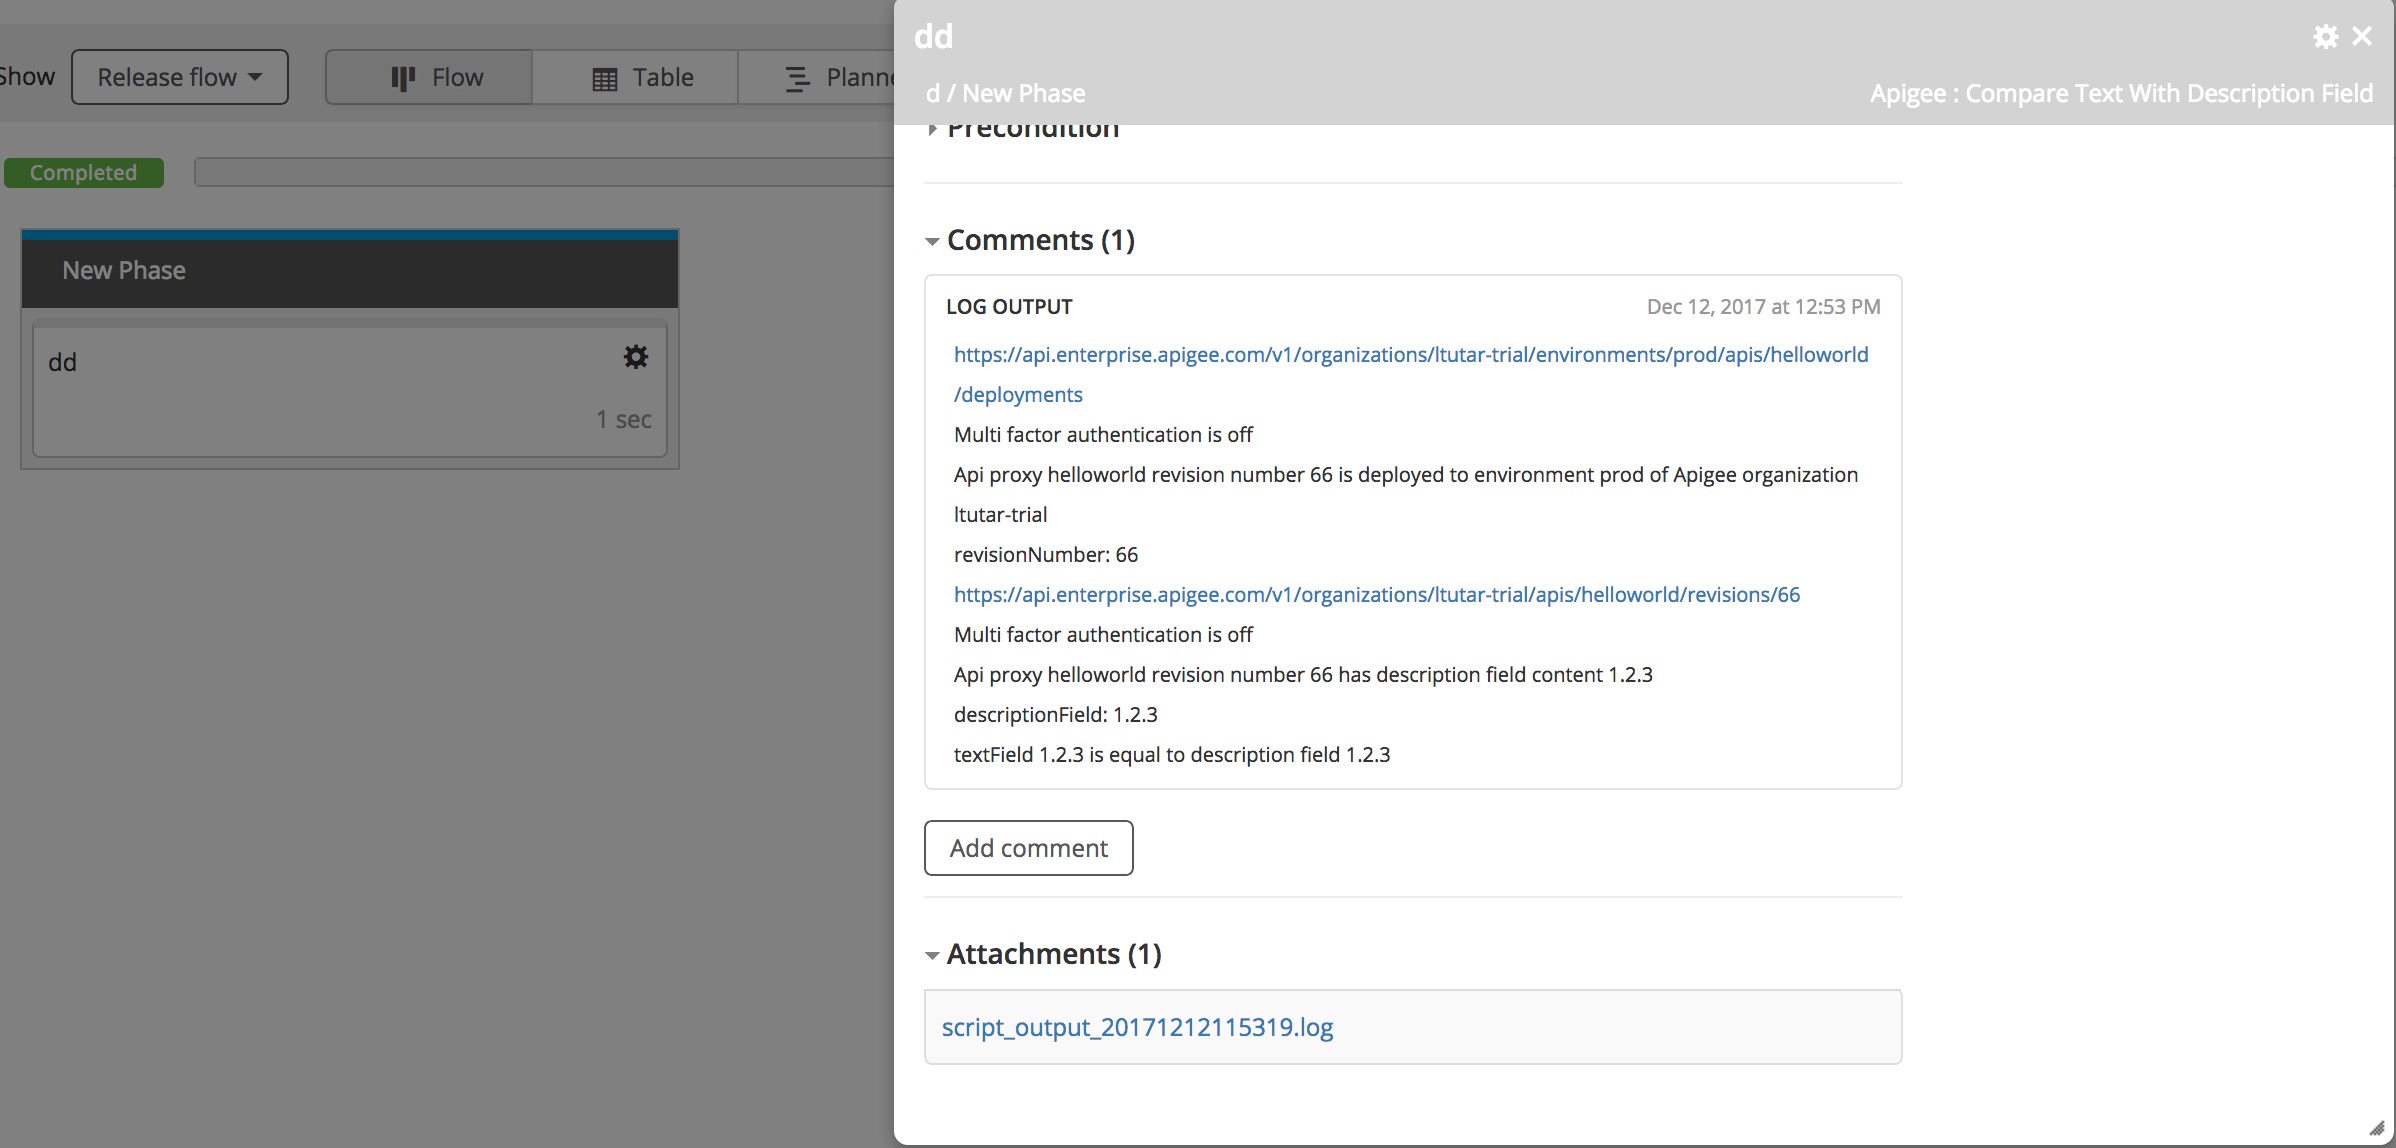 Show
Release flow
Flow
Table
Planne
Completed
New Phase
dd
1 sec
dd
d / New Phase
Apigee : Compare Text With Description Field
Precondition
Comments (1)
LOG OUTPUT
Dec 12, 2017 at 12:53 PM
https://api.enterprise.apigee.com/v1/organizations/ltutar-trial/environments/prod/apis/helloworld
/deployments
Multi factor authentication is off
Api proxy helloworld revision number 66 is deployed to environment prod of Apigee organization
ltutar-trial
revisionNumber: 66
https://api.enterprise.apigee.com/v1/organizations/ltutar-trial/apis/helloworld/revisions/66
Multi factor authentication is off
Api proxy helloworld revision number 66 has description field content 1.2.3
descriptionField: 1.2.3
textField 1.2.3 is equal to description field 1.2.3
Add comment
Attachments (1)
script_output_20171212115319.log